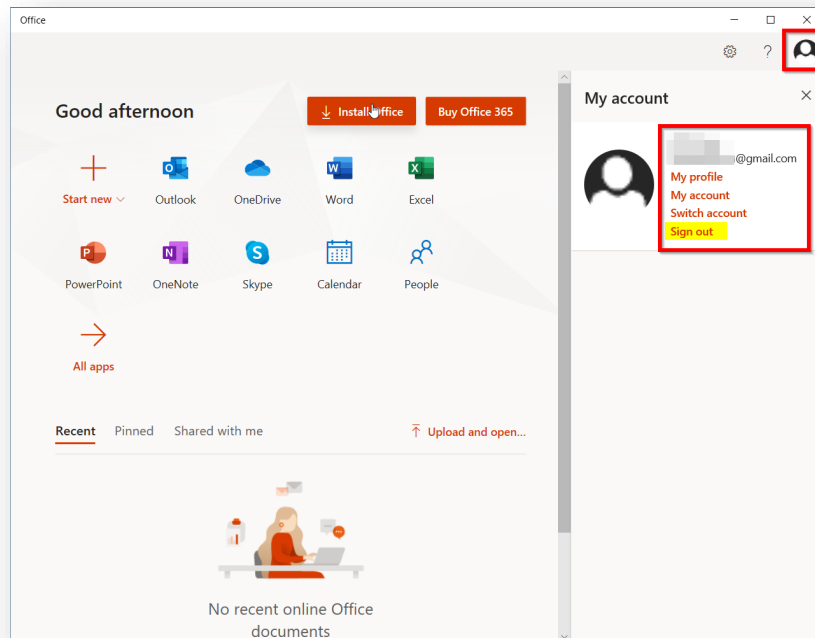 Office
?
Good afternoon
Install Office
Buy Office 365
My account
@gmail.com
My profile
My account
Switch account
Sign out
Start new
Outlook
OneDrive
Word
Excel
PowerPoint
OneNote
Skype
Calendar
People
All apps
Recent
Pinned
Shared with me
Upload and open...
No recent online Office
documents